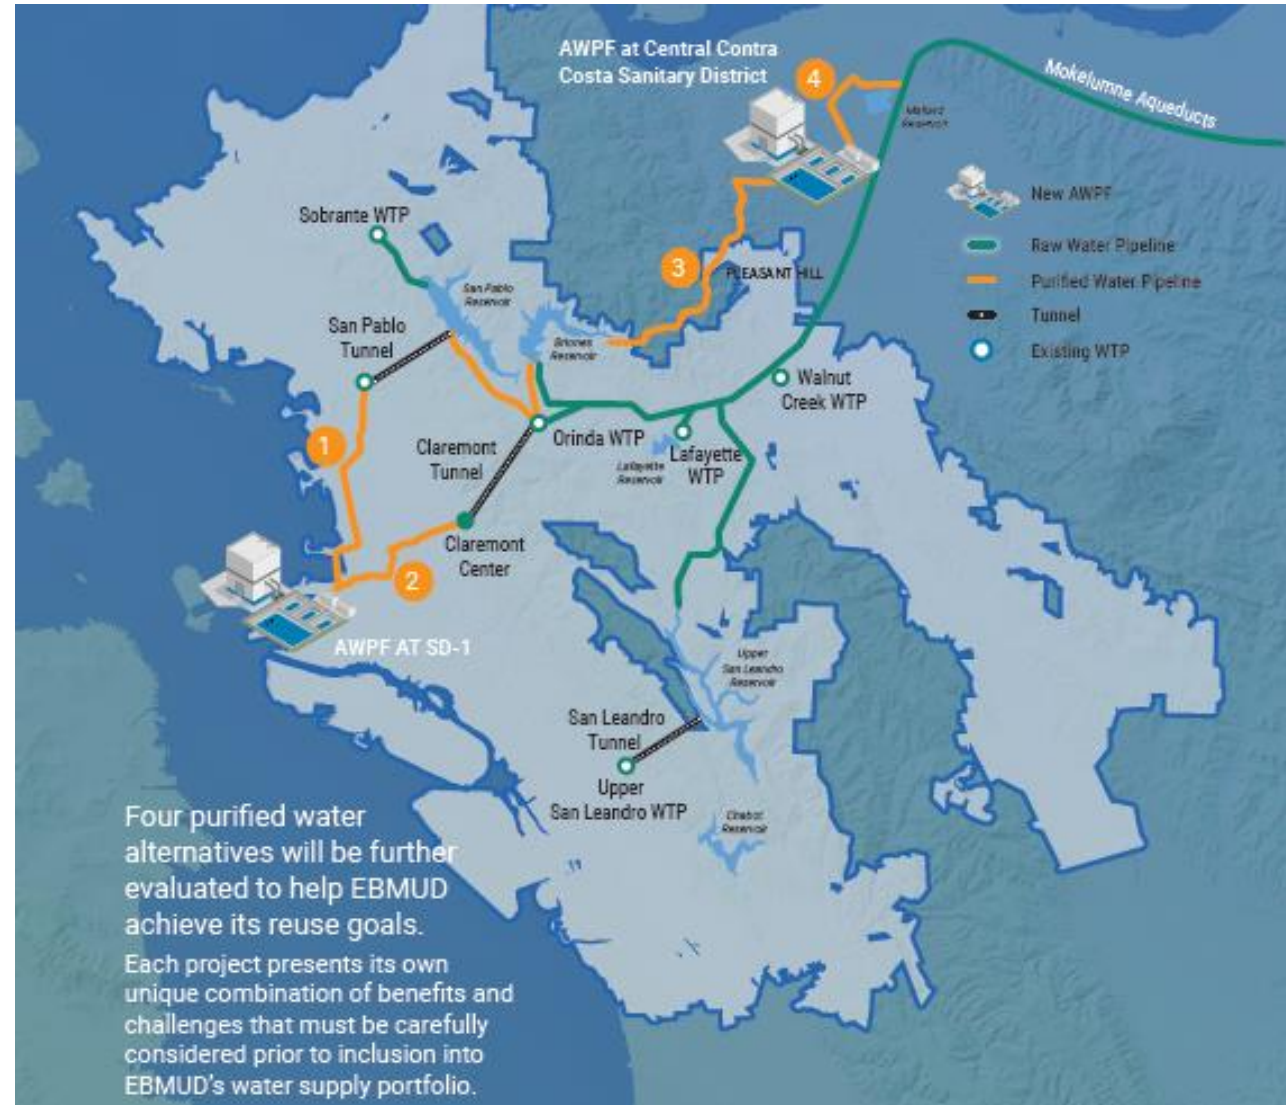 AWPF at Central Contra
Costa Sanitary District
4
Mokelumne Aqueducts
Mallard
Reservoir
New AWPF
Raw Water Pipeline
Purified Water Pipeline
Tunnel
Existing WTP
Sobrante WTP
San Pablo
Reservoir
3
PLEASANT HILL
San Pablo
Tunnel
Briones
Reservoir
Walnut
Creek WTP
1
Claremont
Tunnel
Orinda WTP
Lafayette
Reservoir
Lafayette
WTP
Claremont
Center
2
AWPF AT SD-1
Upper
San Leandro
Reservoir
San Leandro
Tunnel
Upper
San Leandro WTP
Chabot
Reservoir
Four purified water
alternatives will be further
evaluated to help EBMUD
achieve its reuse goals.
Each project presents its own
unique combination of benefits and
challenges that must be carefully
considered prior to inclusion into
EBMUD's water supply portfolio.